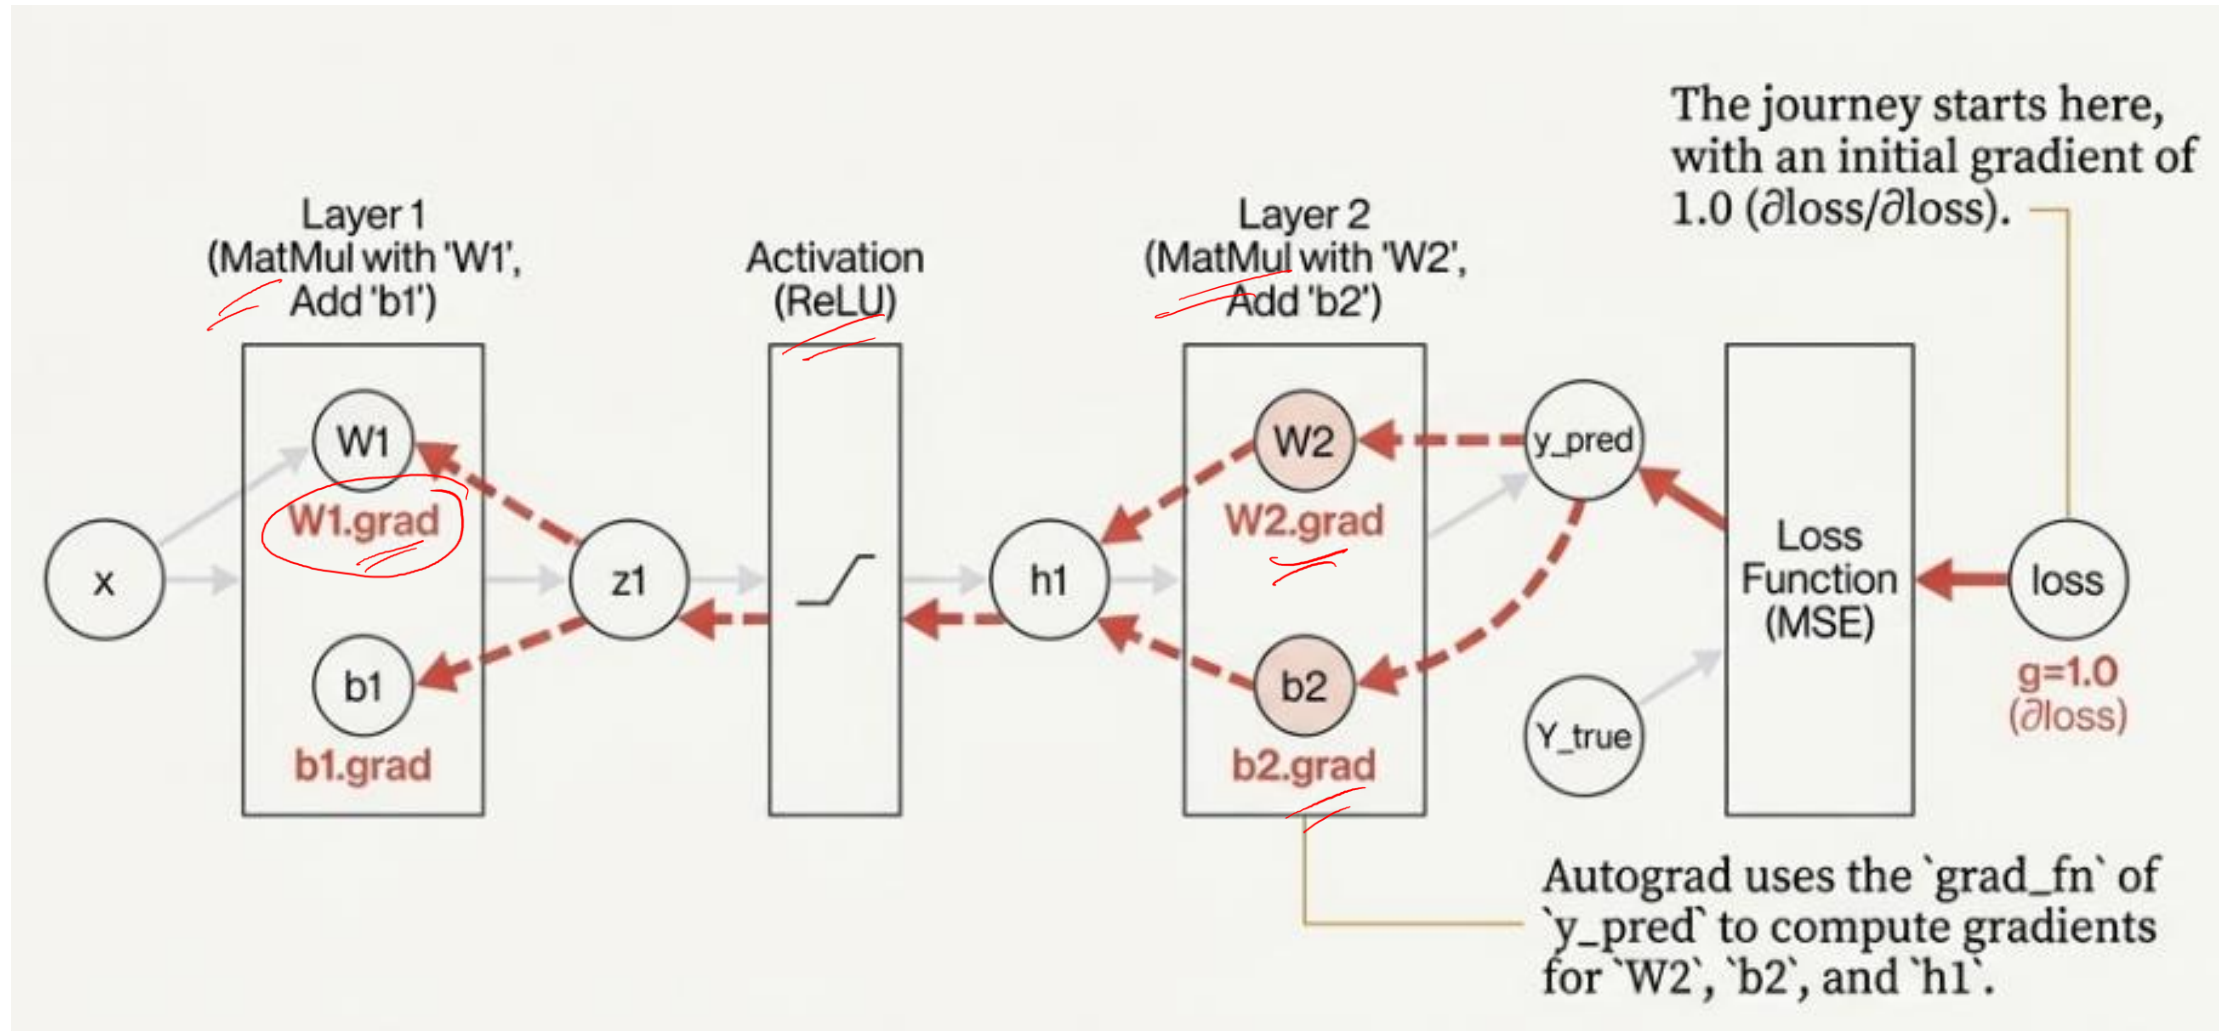 The journey starts here,
with an initial gradient of
1.0 (∂loss/∂loss).
Layer 1
(MatMul with 'W1',
Add 'b1')
Activation
(ReLU)
Layer 2
(MatMul with 'W2',
Add 'b2')
x
W1
W1.grad
b1
b1.grad
z1
h1
W2
W2.grad
b2
b2.grad
y_pred
Y_true
Loss
Function
(MSE)
loss
g=1.0
(∂loss)
Autograd uses the `grad_fn` of
`y_pred` to compute gradients
for `W2`, `b2`, and `h1`.